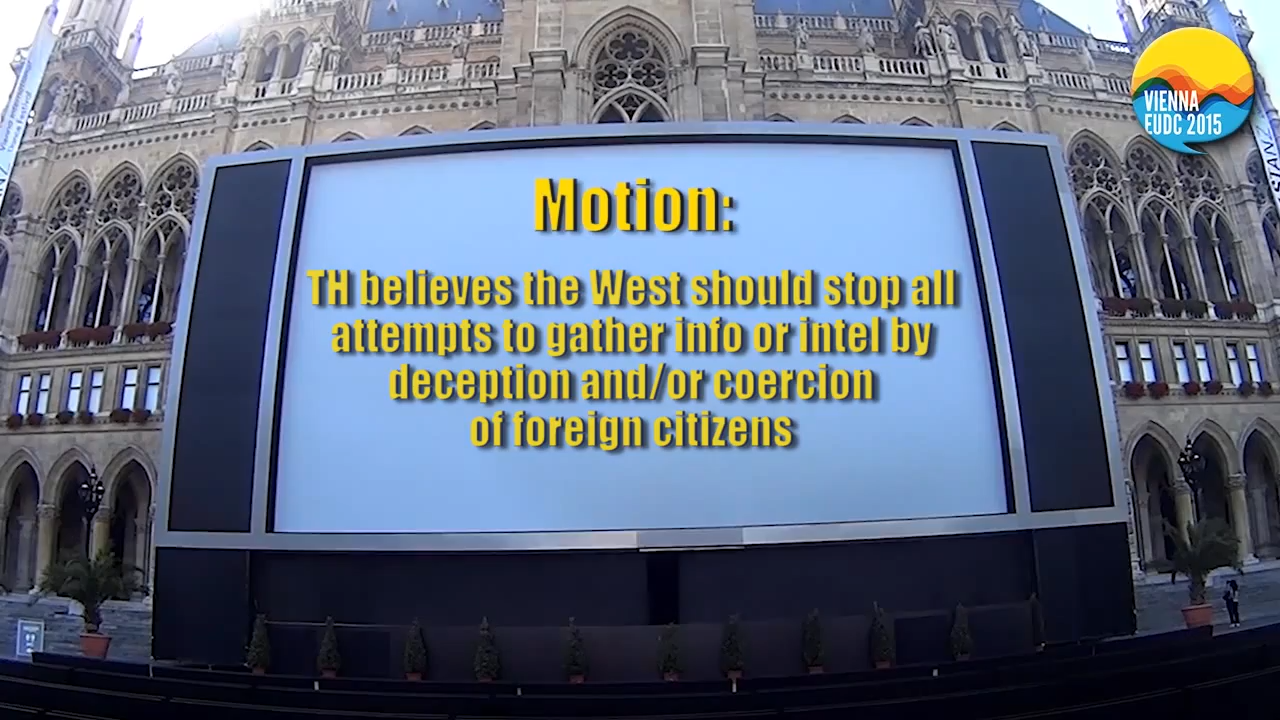 VIENNA
EUDC 2015
Motion:
TH believes the West should stop all
attempts to gather info or intel by
deception and/or coercion
of foreign citizens